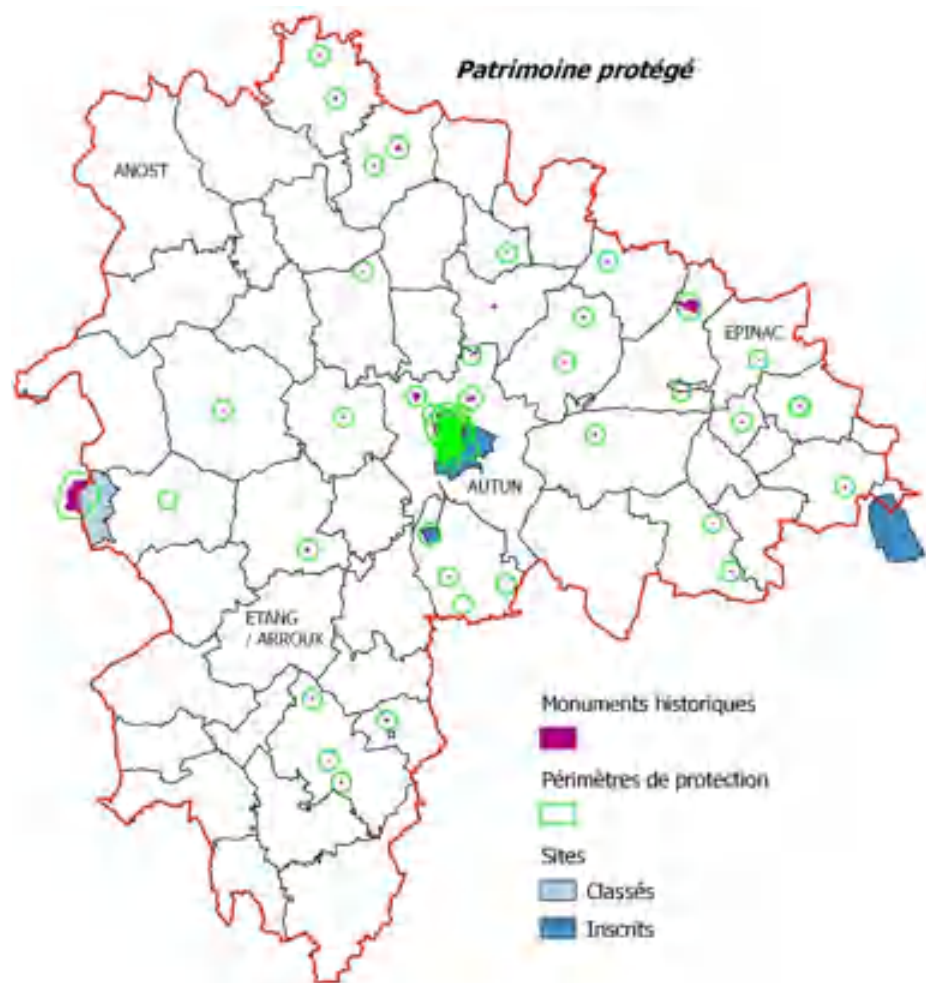 Patrimoine protégé
ANOST
EPINAC
AUTUN
ETANG
/ ARROUX
Monuments historiques
Périmètres de protection
Sites
Classés
Inscrits